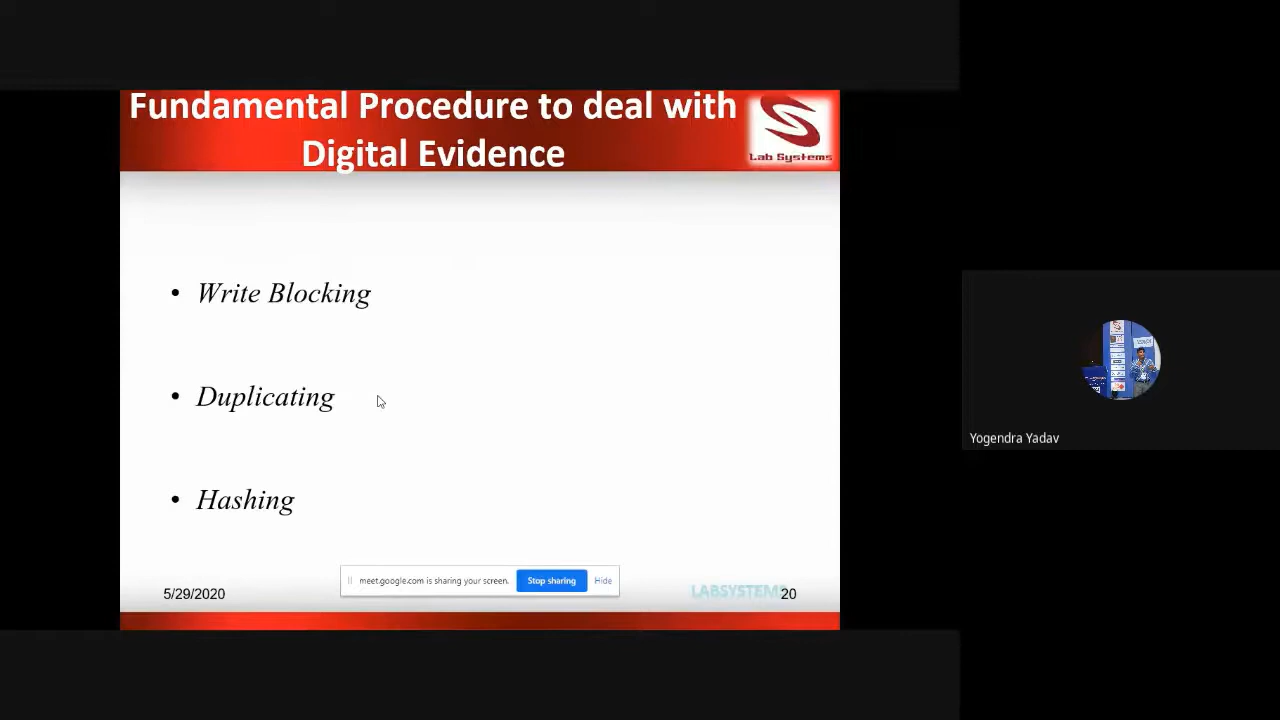 Fundamental Procedure to deal with
Digital Evidence
Lab Systems
• Write Blocking
• Duplicating
• Hashing
meet.google.com is sharing your screen. Stop sharing Hide
5/29/2020
LABSYSTEMS
20
Yogendra Yadav